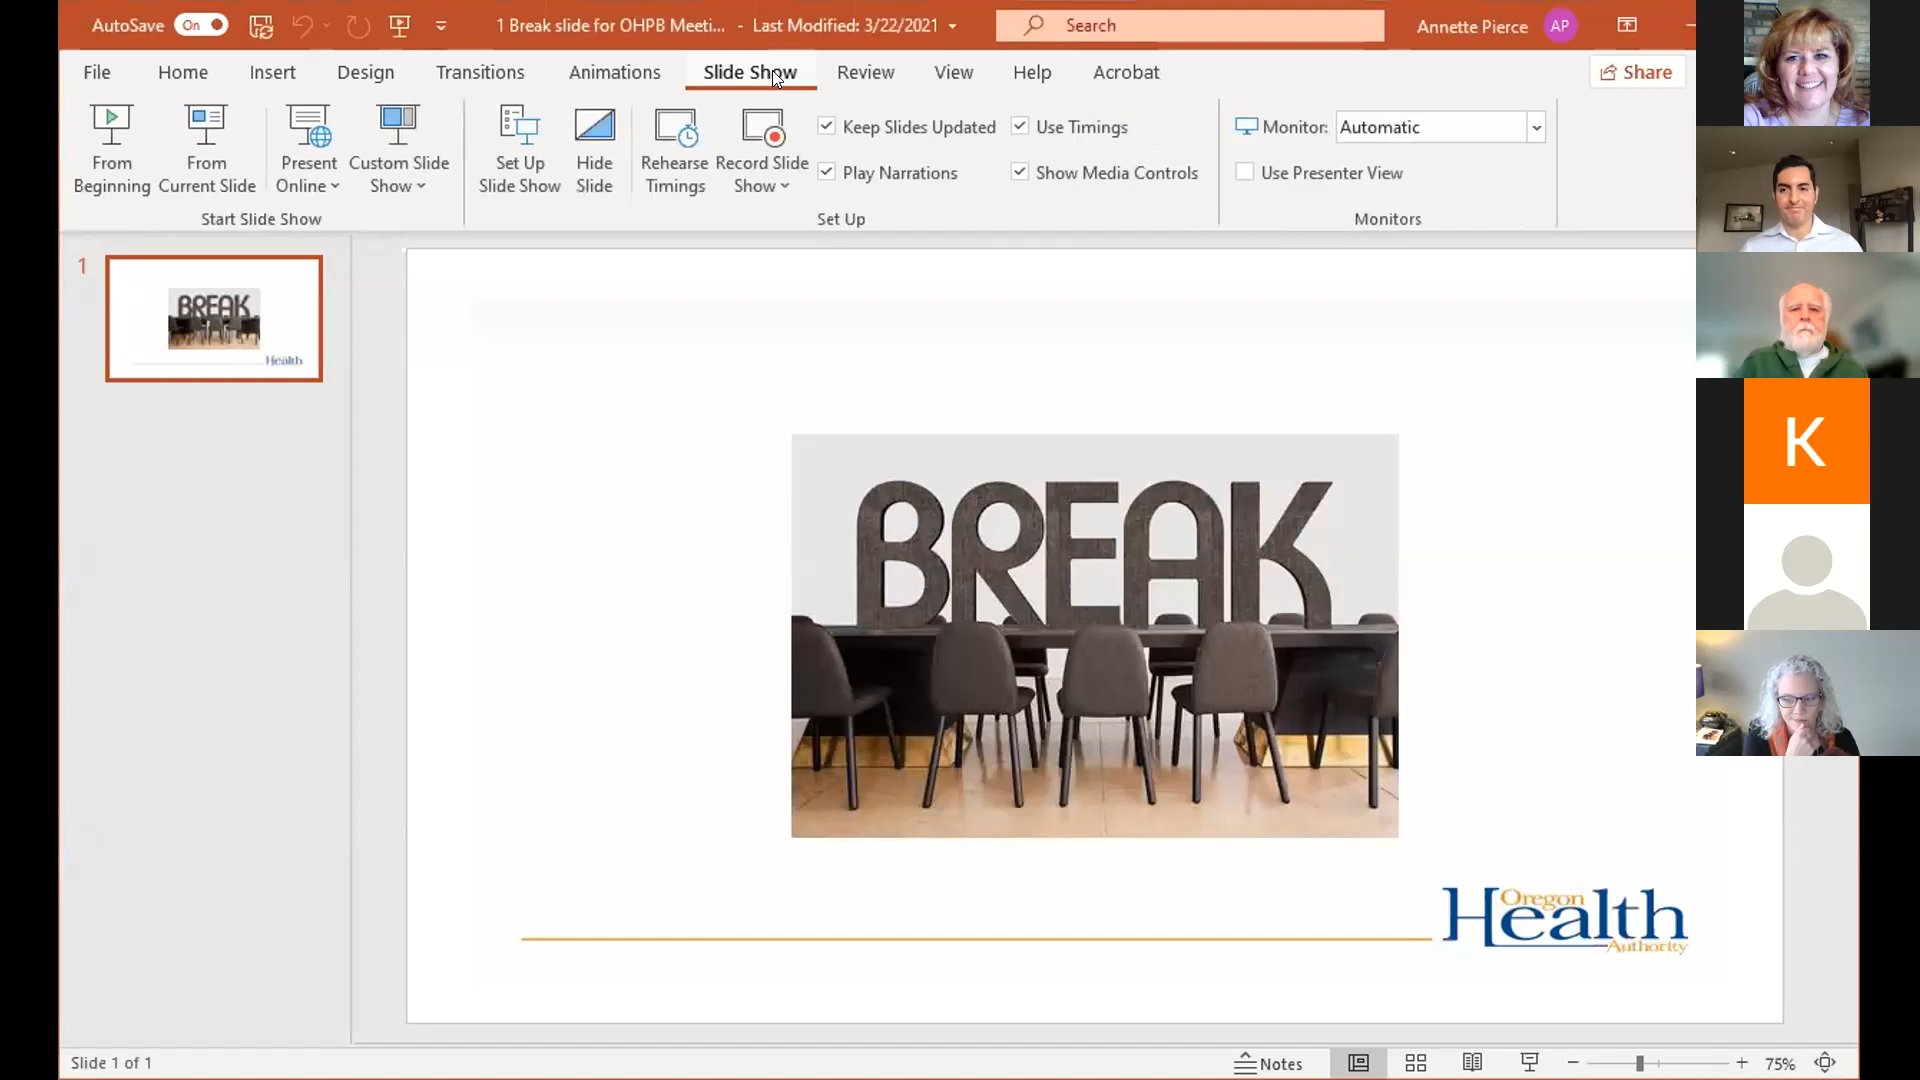 AutoSave On 1 Break slide for OHPB Meeti... - Last Modified: 3/22/2021 Search Annette Pierce AP
File Home Insert Design Transitions Animations Slide Show Review View Help Acrobat Share
From Beginning
From Current Slide
Present Online
Custom Slide Show
Set Up Slide Show
Hide Slide
Rehearse Timings
Record Slide Show
Keep Slides Updated
Play Narrations
Use Timings
Show Media Controls
Monitor: Automatic
Use Presenter View
Start Slide Show Set Up Monitors
1
BREAK
Health
BREAK
Oregon
Health
Authority
K
Slide 1 of 1 Notes 75%